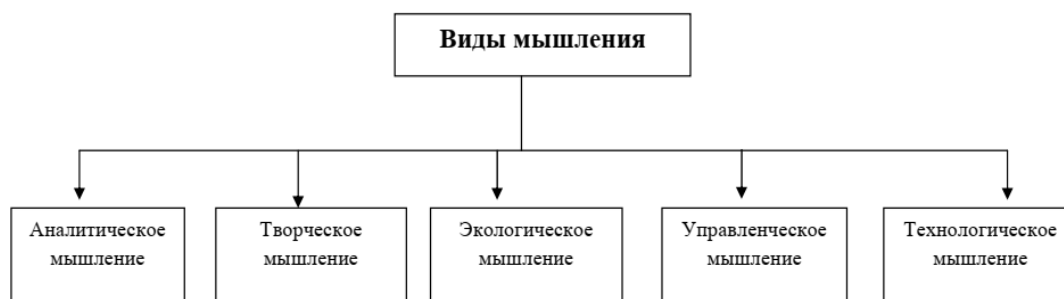 Виды мышления
Аналитическое
мышление
Творческое
мышление
Экологическое
мышление
Управленческое
мышление
Технологическое
мышление